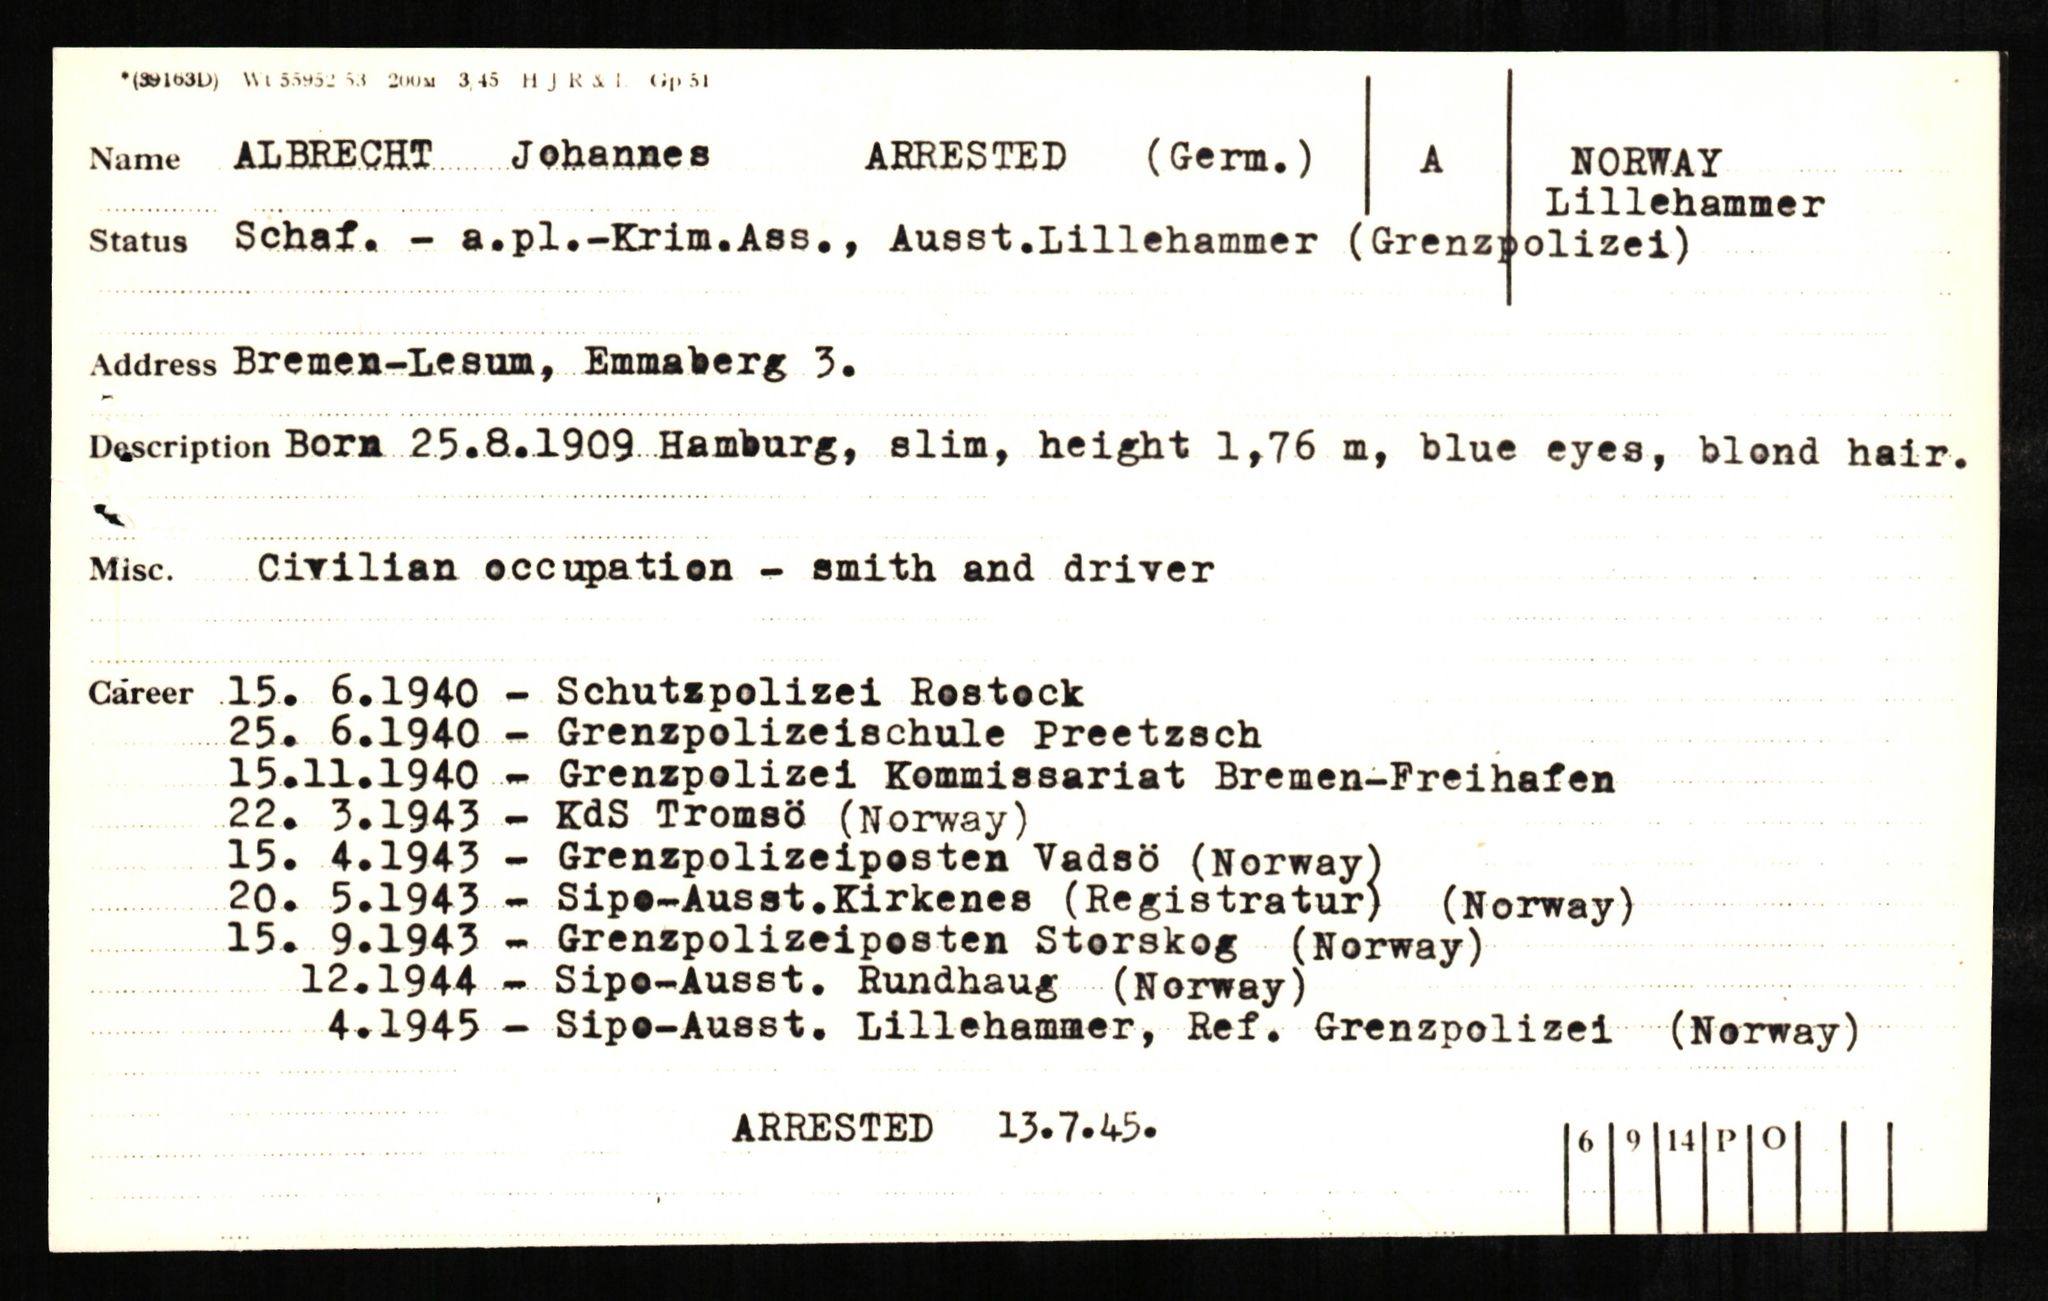 *(39163D) Wt 55952/53 200M 3/45 H J R & L Gp 51
Name ALBRECHT Johannes ARRESTED (Germ.) A NORWAY
Lillehammer
Status Schaf. - a.pl.-Krim.Ass., Ausst.Lillehammer (Grenzpolizei)
Address Bremen-Lesum, Emmaberg 3.
Description Born 25.8.1909 Hamburg, slim, height 1,76 m, blue eyes, blond hair.
Misc. Civilian occupation - smith and driver
Career 15. 6.1940 - Schutzpolizei Rostock
25. 6.1940 - Grenzpolizeischule Preetzsch
15.11.1940 - Grenzpolizei Kommissariat Bremen-Freihafen
22. 3.1943 - KdS Tromsö (Norway)
15. 4.1943 - Grenzpolizeiposten Vadsö (Norway)
20. 5.1943 - Sipo-Ausst.Kirkenes (Registratur) (Norway)
15. 9.1943 - Grenzpolizeiposten Storskog (Norway)
12.1944 - Sipo-Ausst. Rundhaug (Norway)
4.1945 - Sipo-Ausst. Lillehammer, Ref. Grenzpolizei (Norway)
ARRESTED 13.7.45.
6 9 14 P O